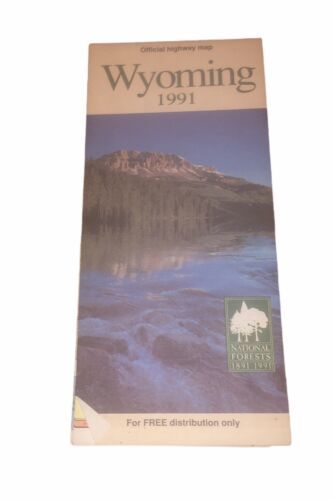 Official highway map
Wyoming
1991
NATIONAL
FORESTS
1891-1991
For FREE distribution only